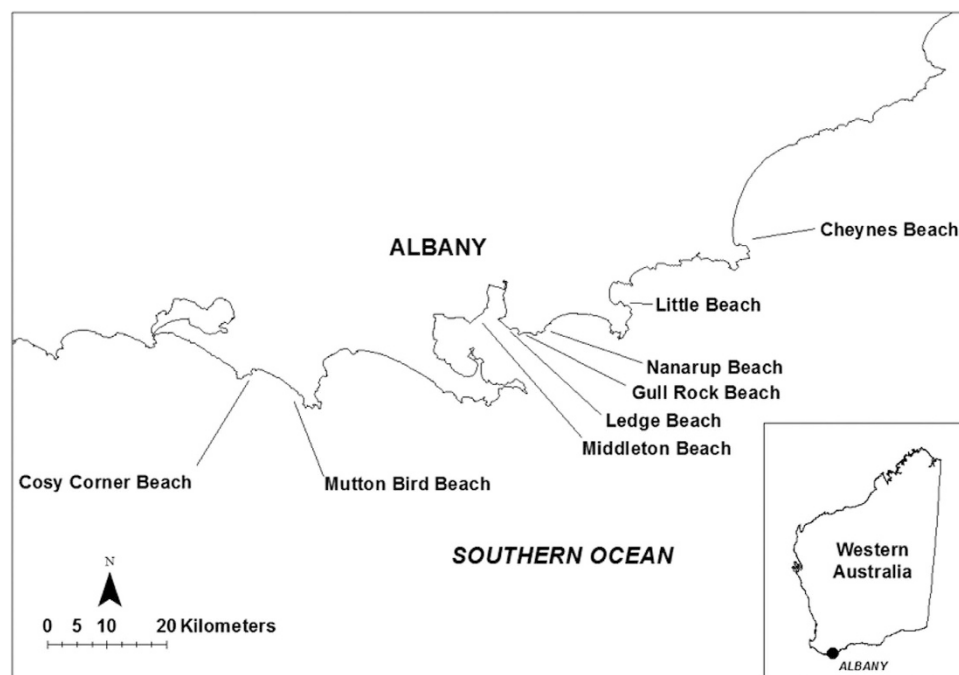 Cheynes Beach
ALBANY
Little Beach
Nanarup Beach
Gull Rock Beach
Ledge Beach
Middleton Beach
Cosy Corner Beach
Mutton Bird Beach
SOUTHERN OCEAN
Western
Australia
N
0 5 10 20 Kilometers
ALBANY